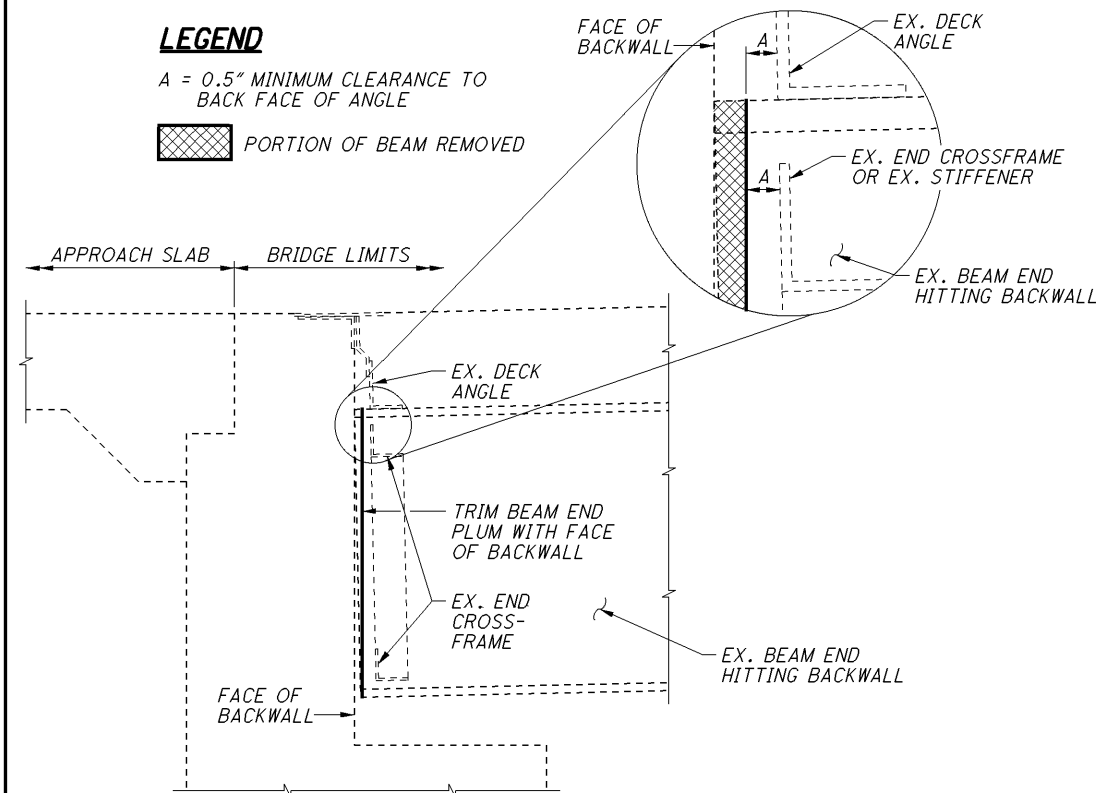 LEGEND
A = 0.5" MINIMUM CLEARANCE TO
BACK FACE OF ANGLE
PORTION OF BEAM REMOVED
FACE OF
BACKWALL
A
EX. DECK
ANGLE
EX. END CROSSFRAME
OR EX. STIFFENER
A
EX. BEAM END
HITTING BACKWALL
APPROACH SLAB
BRIDGE LIMITS
EX. DECK
ANGLE
TRIM BEAM END
PLUM WITH FACE
OF BACKWALL
EX. END
CROSS-
FRAME
EX. BEAM END
HITTING BACKWALL
FACE OF
BACKWALL